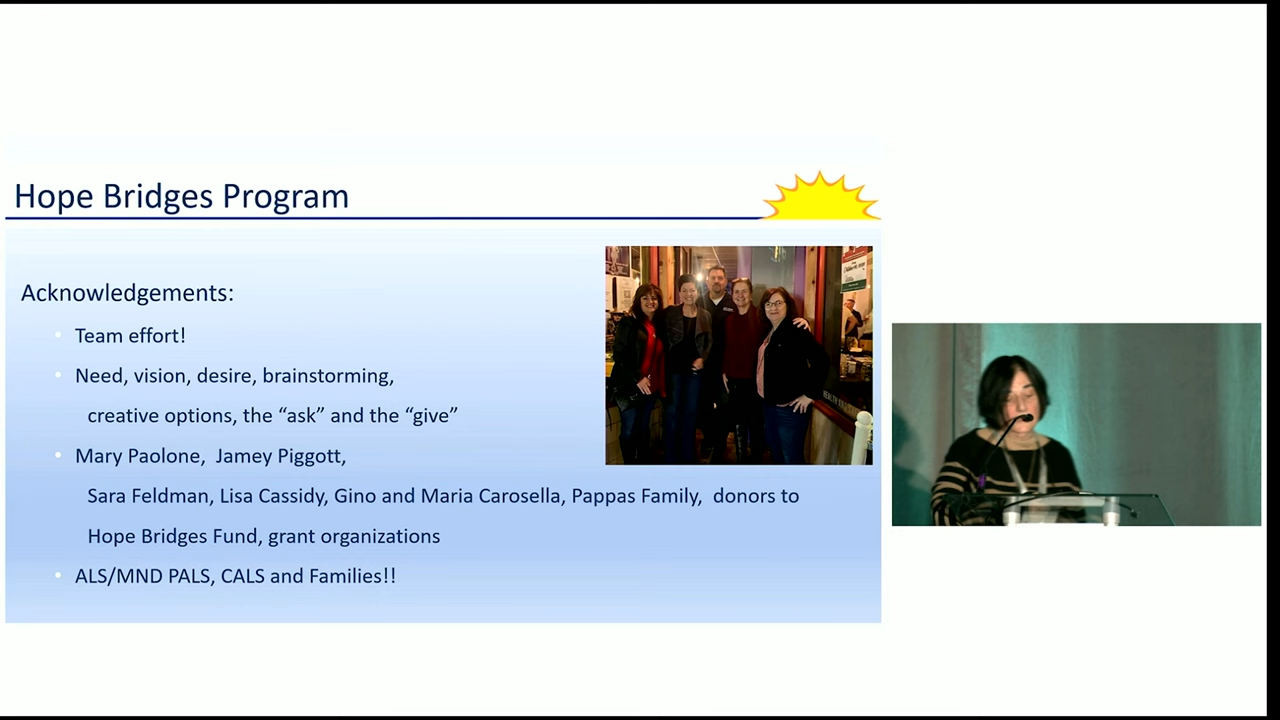 Hope Bridges Program
Acknowledgements:
Team effort!
Need, vision, desire, brainstorming,
creative options, the “ask” and the “give”
Mary Paolone, Jamey Piggott,
Sara Feldman, Lisa Cassidy, Gino and Maria Carosella, Pappas Family, donors to
Hope Bridges Fund, grant organizations
ALS/MND PALS, CALS and Families!!